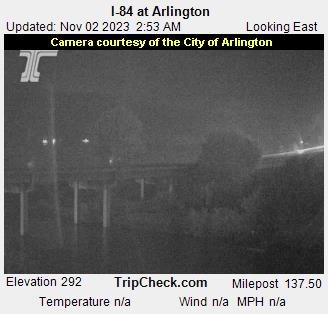 I-84 at Arlington
Updated: Nov 02 2023 2:53 AM Looking East
Camera courtesy of the City of Arlington
Elevation 292 TripCheck.com Milepost 137.50
Temperature n/a Wind n/a MPH n/a